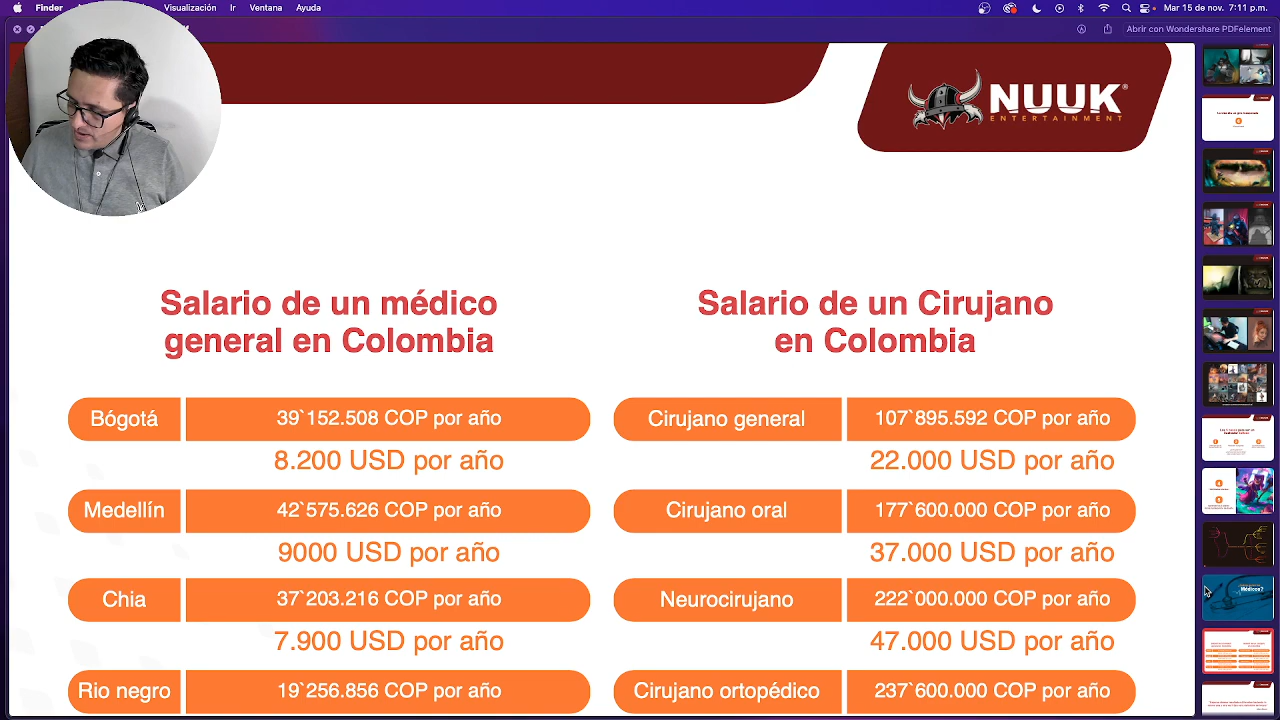 Finder
Visualización
Ir
Ventana
Ayuda
Mar 15 de nov. 7:11 p.m.
Abrir con Wondershare PDFelement
NUUK
ENTERTAINMENT
Salario de un médico
general en Colombia
Bógotá
39`152.508 COP por año
8.200 USD por año
Medellín
42`575.626 COP por año
9000 USD por año
Chia
37`203.216 COP por año
7.900 USD por año
Rio negro
19`256.856 COP por año
Salario de un Cirujano
en Colombia
Cirujano general
107`895.592 COP por año
22.000 USD por año
Cirujano oral
177`600.000 COP por año
37.000 USD por año
Neurocirujano
222`000.000 COP por año
47.000 USD por año
Cirujano ortopédico
237`600.000 COP por año
Médicos?